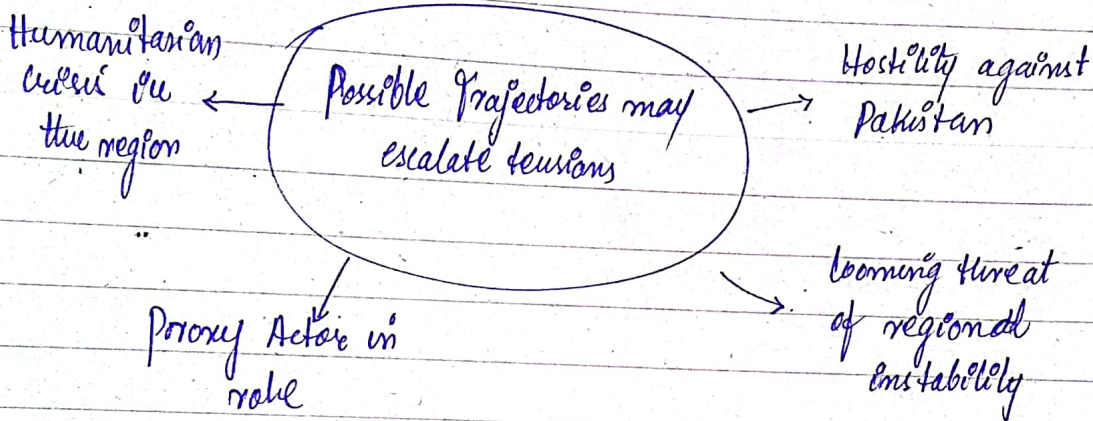 Possible Trajectories may
escalate tensions
Humanitarian
crisis in
the region
Hostility against
Pakistan
looming threat
of regional
instability
Proxy Actor in
role